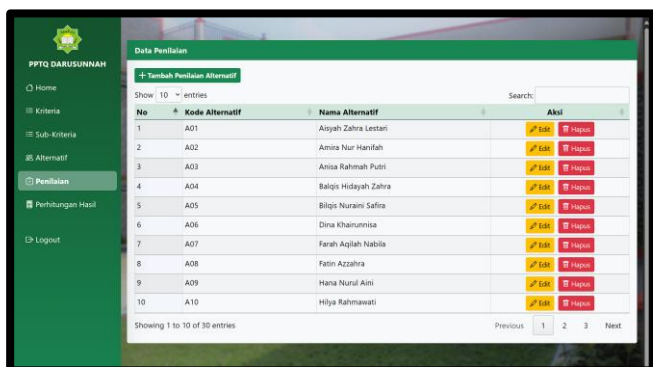 PPTQ DARUSUNNAH
Home
Kriteria
Sub-Kriteria
Alternatif
Penilaian
Perhitungan Hasil
Logout
Data Penilaian
+ Tambah Penilaian Alternatif
Show 10 entries
Search:
No Kode Alternatif Nama Alternatif Aksi
1 A01 Aisyah Zahra Lestari Edit Hapus
2 A02 Amira Nur Hanifah Edit Hapus
3 A03 Anisa Rahmah Putri Edit Hapus
4 A04 Balqis Hidayah Zahra Edit Hapus
5 A05 Bilqis Nuraini Safira Edit Hapus
6 A06 Dina Khairunnisa Edit Hapus
7 A07 Farah Aqilah Nabila Edit Hapus
8 A08 Fatin Azzahra Edit Hapus
9 A09 Hana Nurul Aini Edit Hapus
10 A10 Hilya Rahmawati Edit Hapus
Showing 1 to 10 of 30 entries
Previous 1 2 3 Next